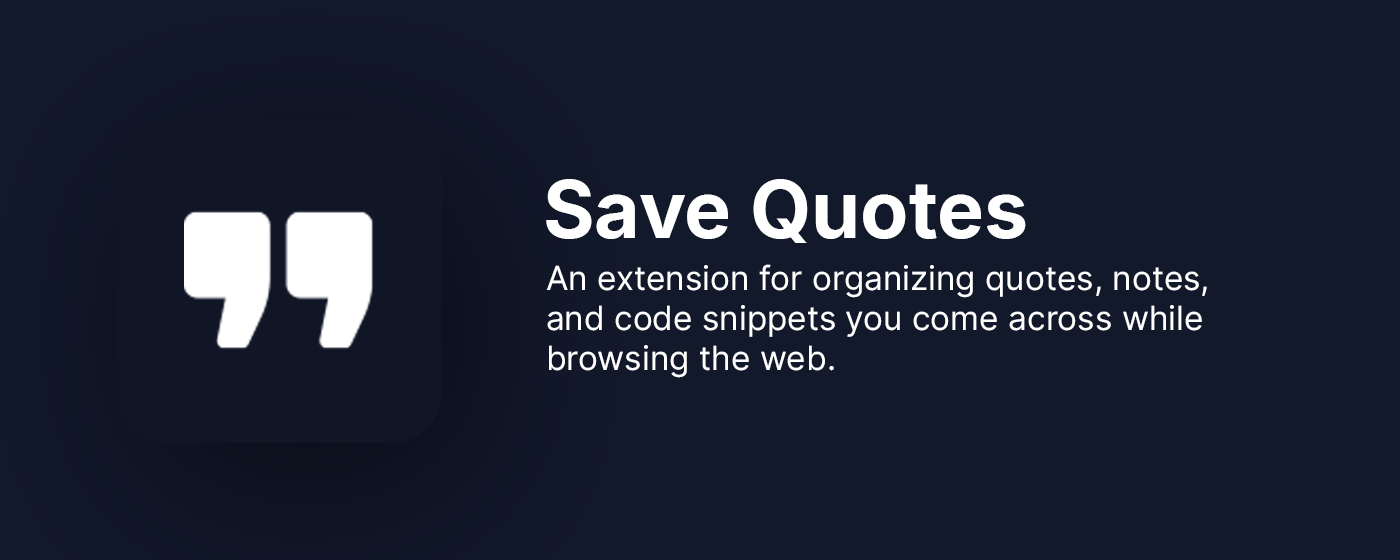 Save Quotes
An extension for organizing quotes, notes,
and code snippets you come across while
browsing the web.